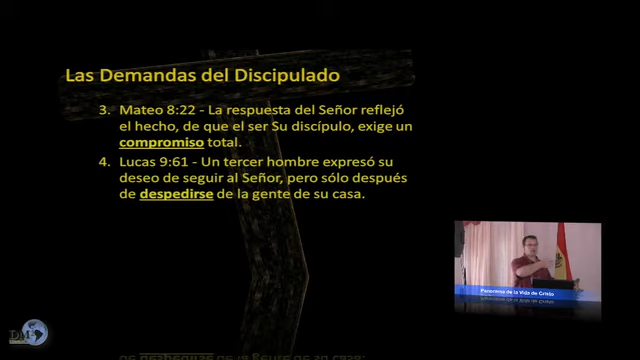 Las Demandas del Discipulado
3. Mateo 8:22 - La respuesta del Señor reflejó
el hecho, de que el ser Su discípulo, exige un
compromiso total.
4. Lucas 9:61 - Un tercer hombre expresó su
deseo de seguir al Señor, pero sólo después
de despedirse de la gente de su casa.
Panorama de la Vida de Cristo
DM